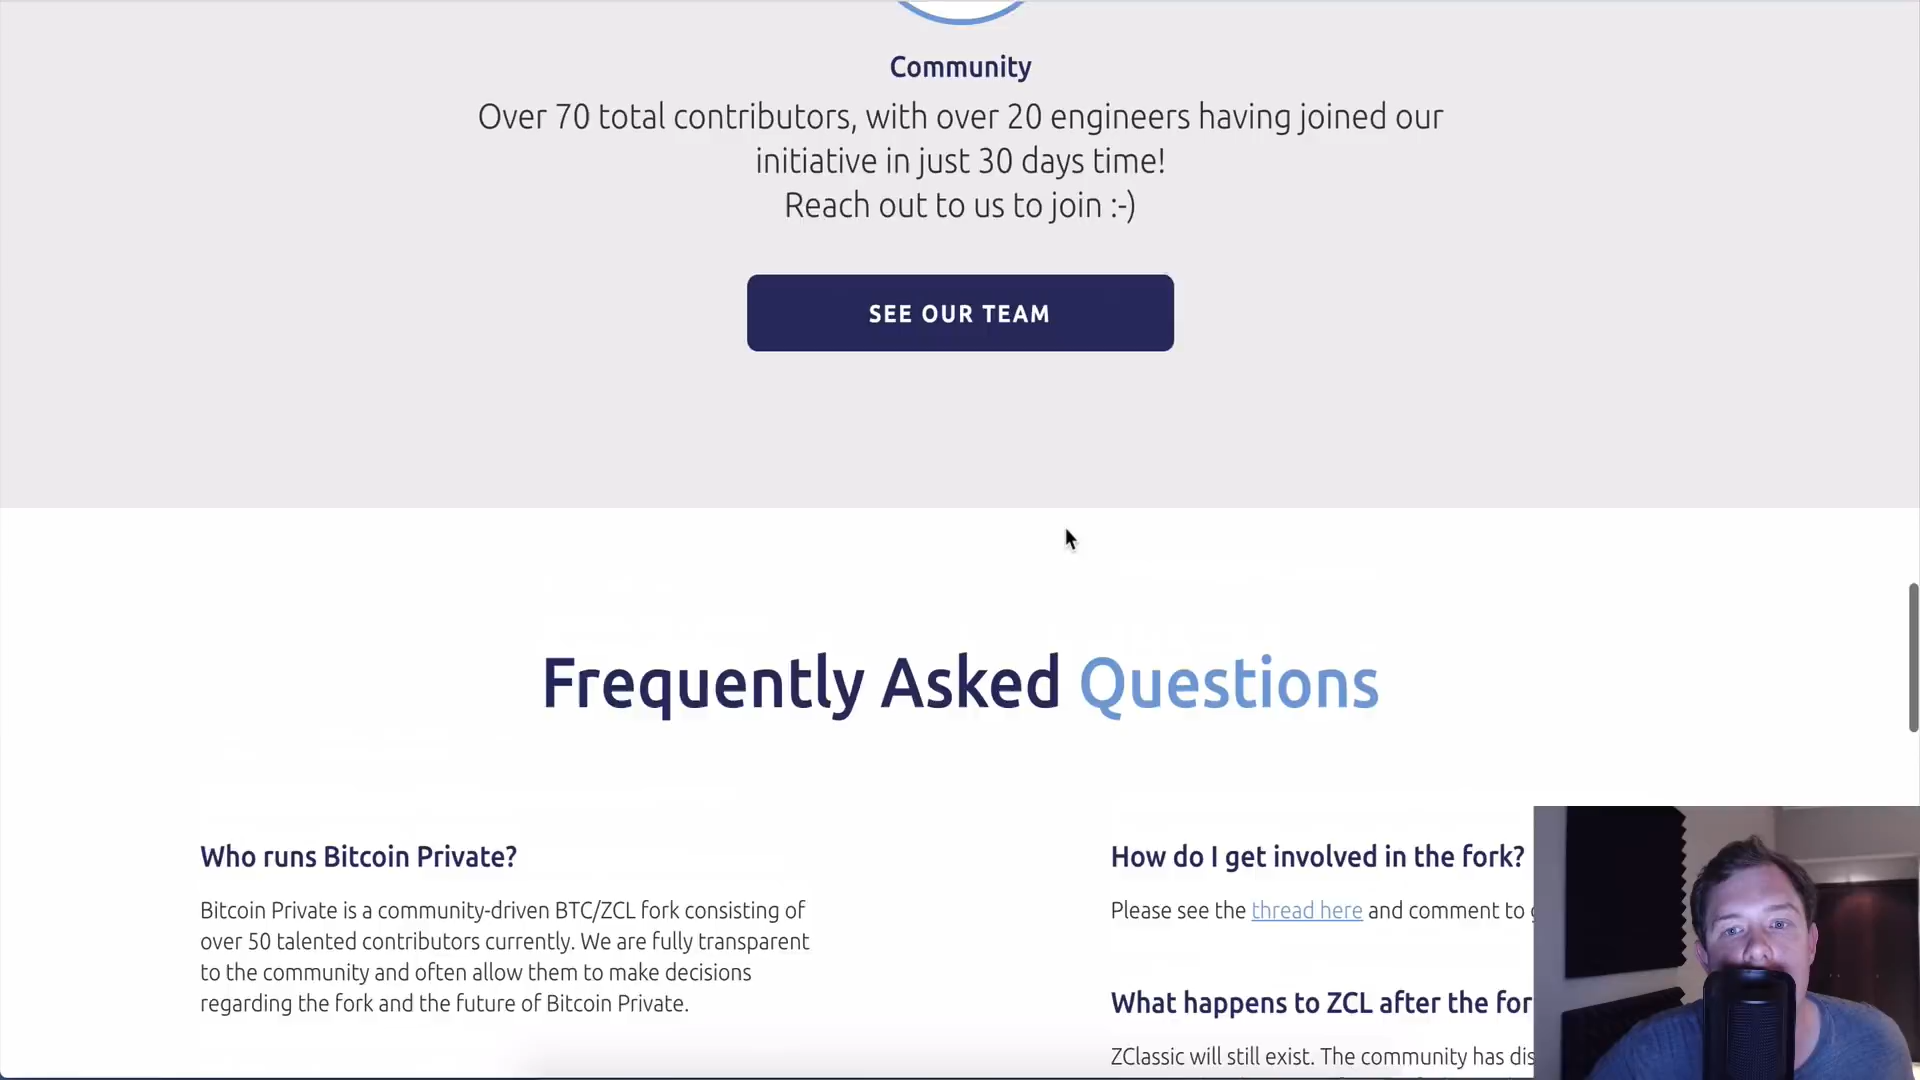 Community
Over 70 total contributors, with over 20 engineers having joined our
initiative in just 30 days time!
Reach out to us to join :-)
SEE OUR TEAM
Frequently Asked Questions
Who runs Bitcoin Private?
Bitcoin Private is a community-driven BTC/ZCL fork consisting of
over 50 talented contributors currently. We are fully transparent
to the community and often allow them to make decisions
regarding the fork and the future of Bitcoin Private.
How do I get involved in the fork?
Please see the thread here and comment to
What happens to ZCL after the
ZClassic will still exist. The community has